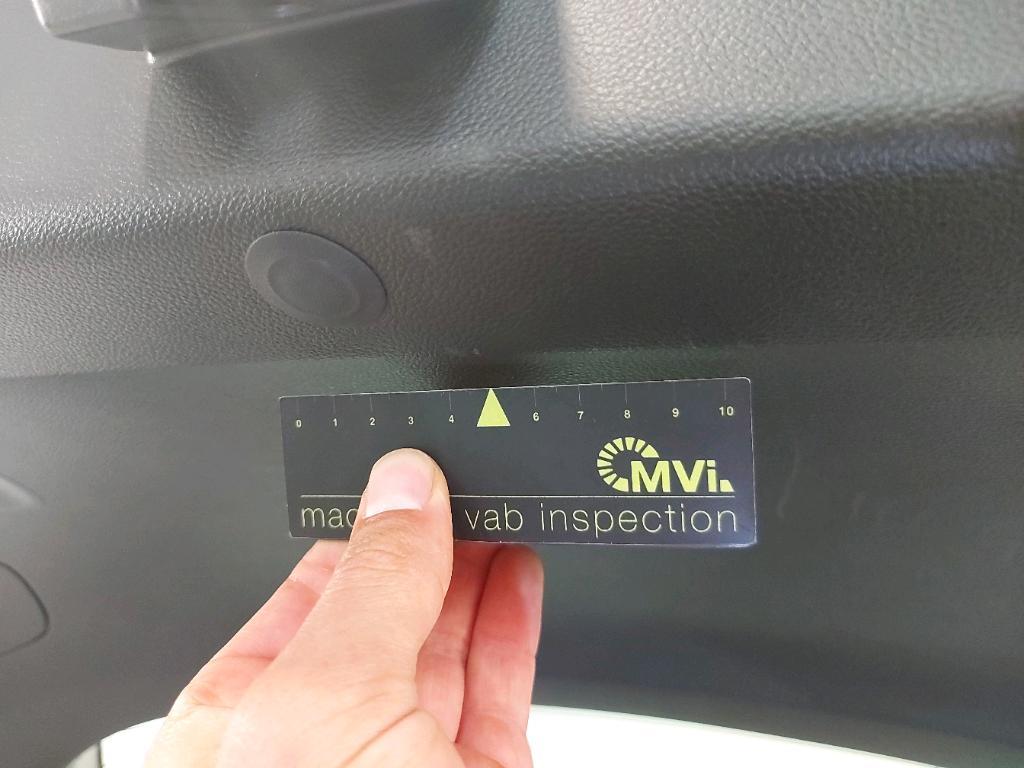 0 1 2 3 4 6 7 8 9 10
MVi.
vab inspection